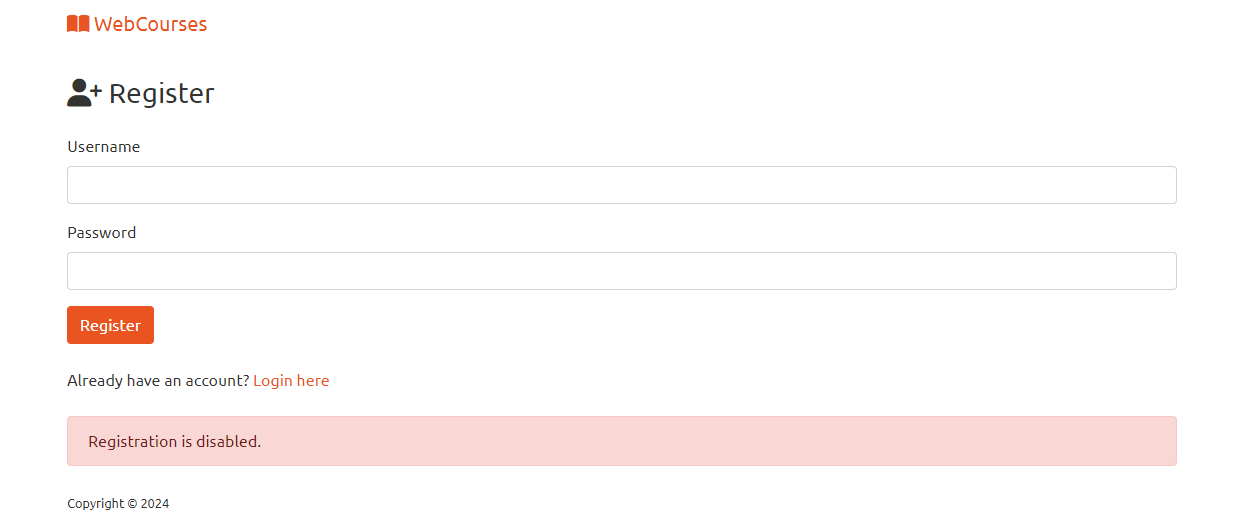 WebCourses
Register
Username
Password
Register
Already have an account? Login here
Registration is disabled.
Copyright © 2024